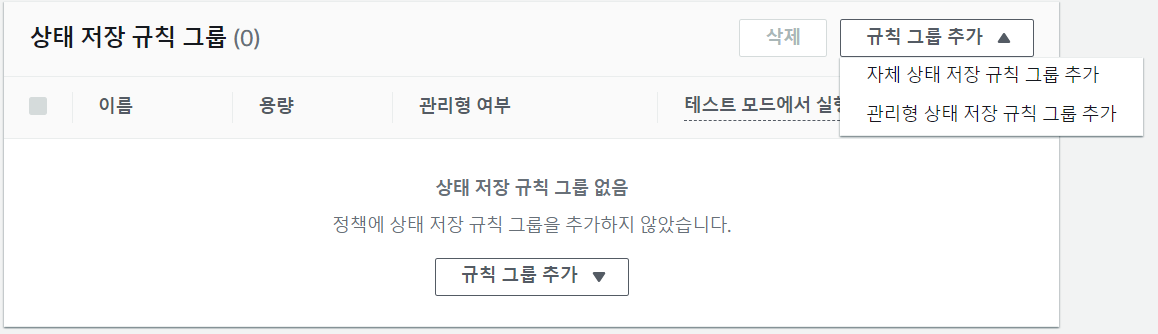 상태 저장 규칙 그룹 (0)
삭제
규칙 그룹 추가
자체 상태 저장 규칙 그룹 추가
관리형 상태 저장 규칙 그룹 추가
이름
용량
관리형 여부
테스트 모드에서 실행
상태 저장 규칙 그룹 없음
정책에 상태 저장 규칙 그룹을 추가하지 않았습니다.
규칙 그룹 추가